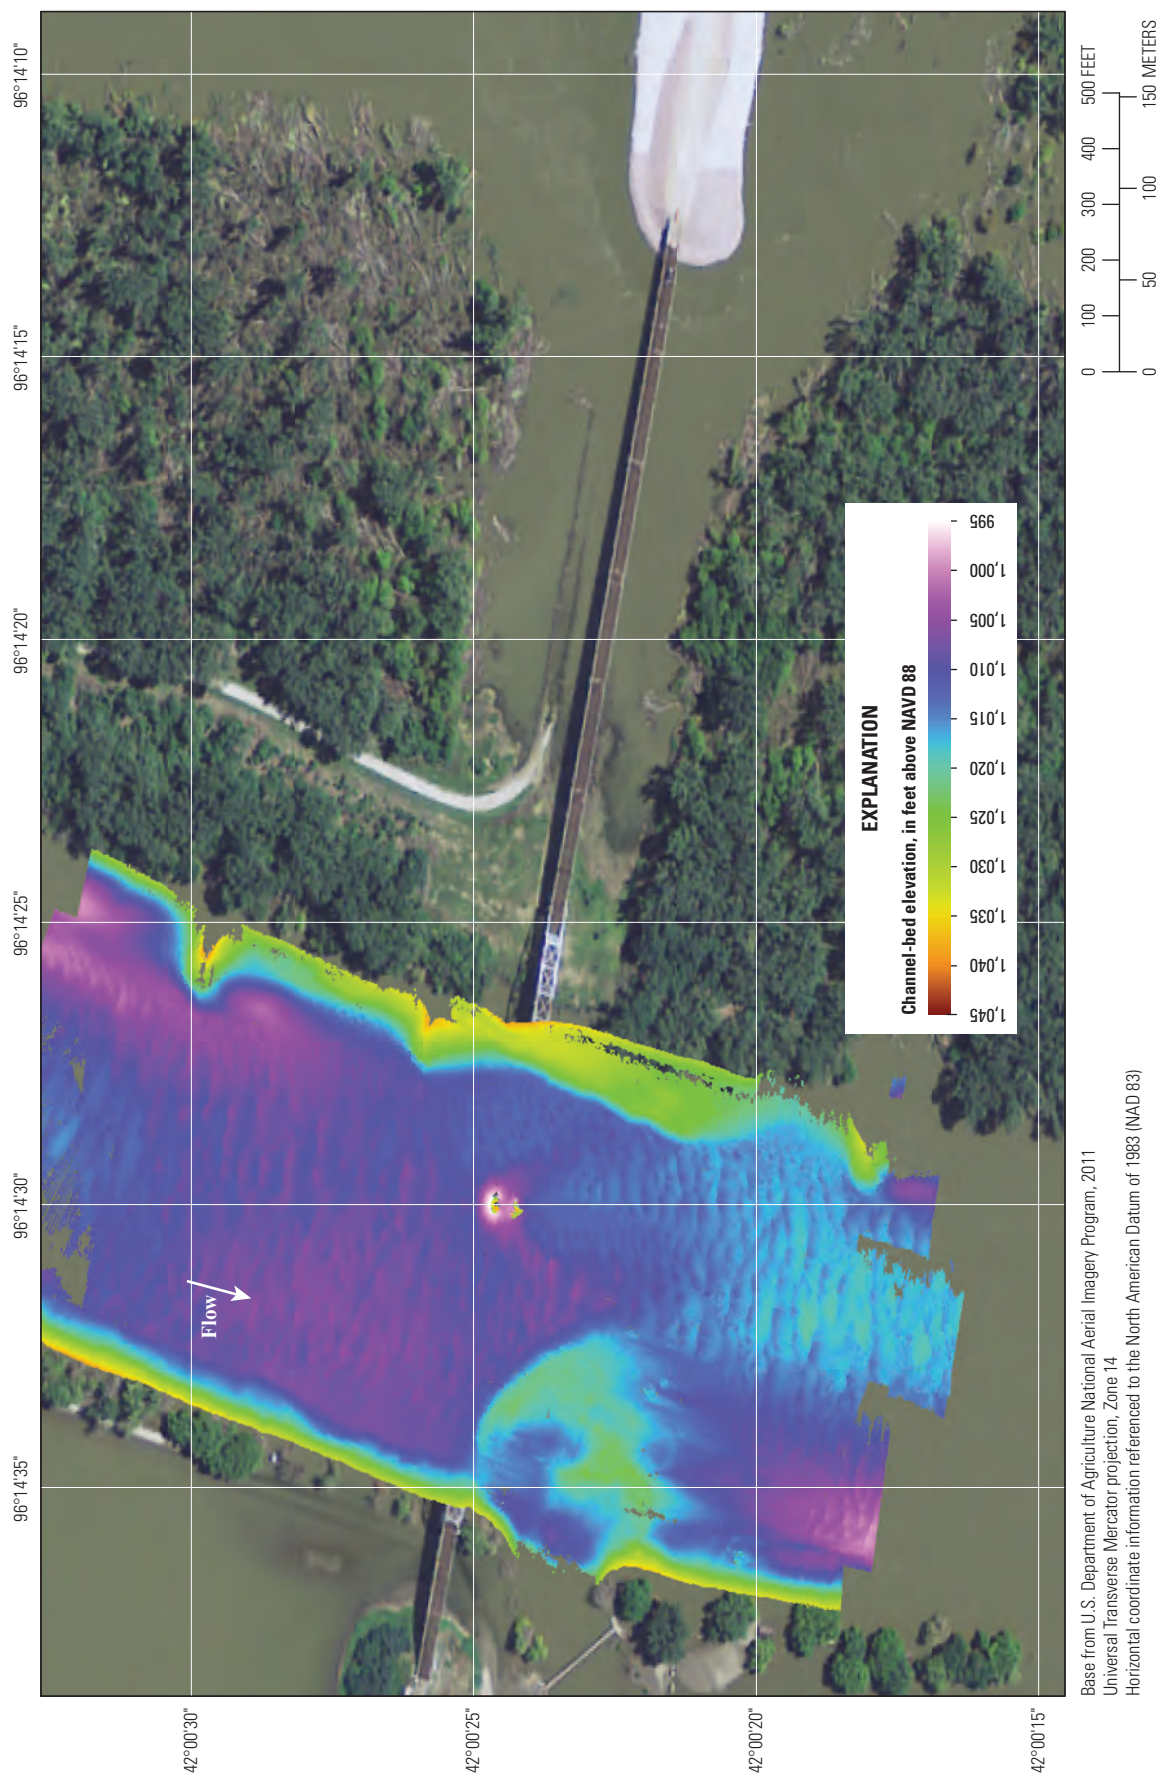 96°14'35"
96°14'30"
96°14'25"
96°14'20"
96°14'15"
96°14'10"
42°00'30"
42°00'25"
42°00'20"
42°00'15"
Flow
EXPLANATION
Channel-bed elevation, in feet above NAVD 88
1,045
1,040
1,035
1,030
1,025
1,020
1,015
1,010
1,005
1,000
995
Base from U.S. Department of Agriculture National Aerial Imagery Program, 2011
Universal Transverse Mercator projection, Zone 14
Horizontal coordinate information referenced to the North American Datum of 1983 (NAD 83)
0 100 200 300 400 500 FEET
0 50 100 150 METERS